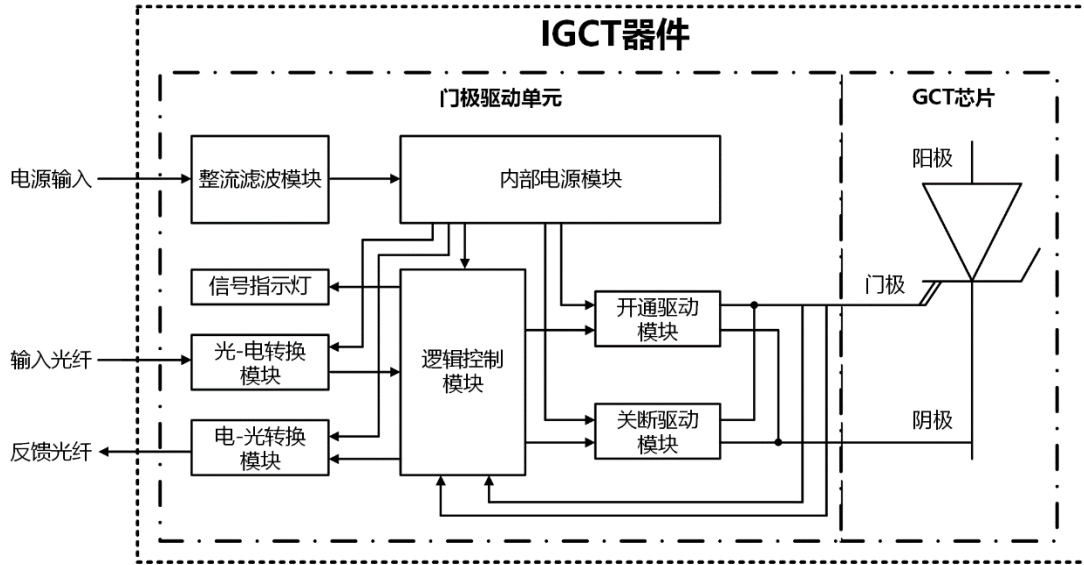 IGCT器件
门极驱动单元
GCT芯片
电源输入
整流滤波模块
内部电源模块
阳极
信号指示灯
门极
开通驱动
模块
输入光纤
光-电转换
模块
逻辑控制
模块
关断驱动
模块
阴极
反馈光纤
电-光转换
模块